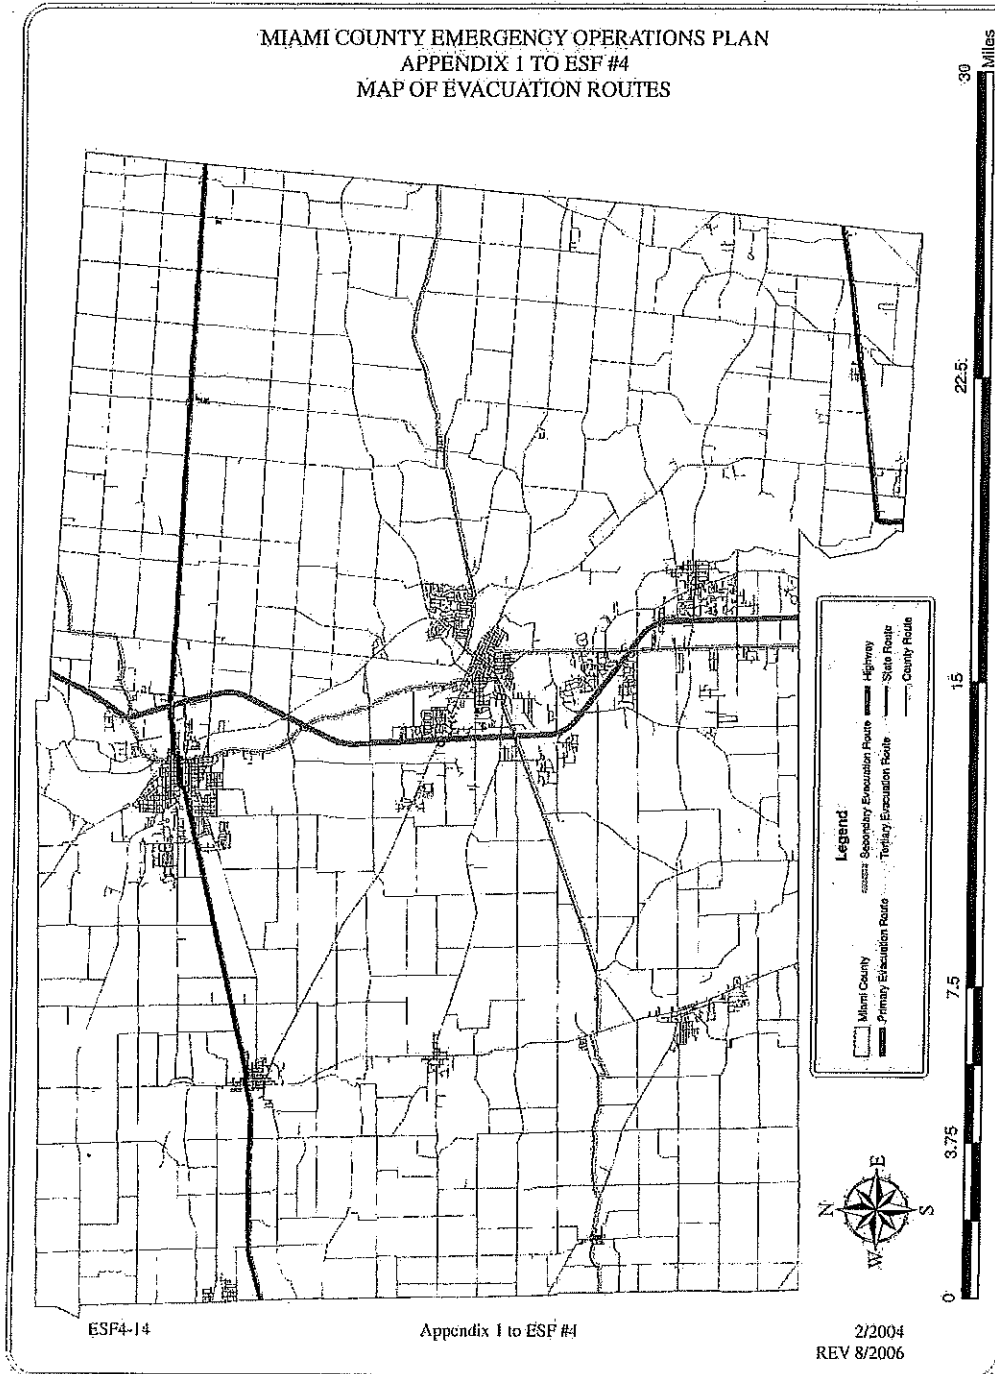 MIAMI COUNTY EMERGENCY OPERATIONS PLAN
APPENDIX 1 TO ESF #4
MAP OF EVACUATION ROUTES
Legend
Miami County
Secondary Evacuation Route
Highway
Primary Evacuation Route
Tertiary Evacuation Route
State Route
County Route
N
W
E
S
0
3.75
7.5
15
22.5
30
Miles
ESF4-14
Appendix 1 to ESF #4
2/2004
REV 8/2006